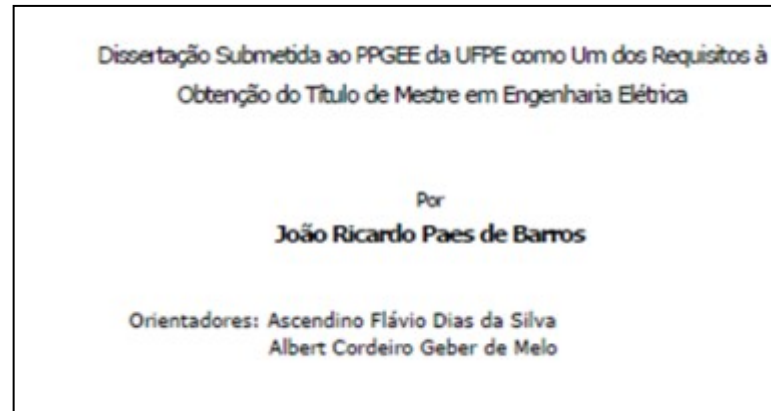 Dissertação Submetida ao PPGEE da UFPE como Um dos Requisitos à
Obtenção do Título de Mestre em Engenharia Elétrica
Por
João Ricardo Paes de Barros
Orientadores: Ascendino Flávio Dias da Silva
Albert Cordeiro Geber de Melo